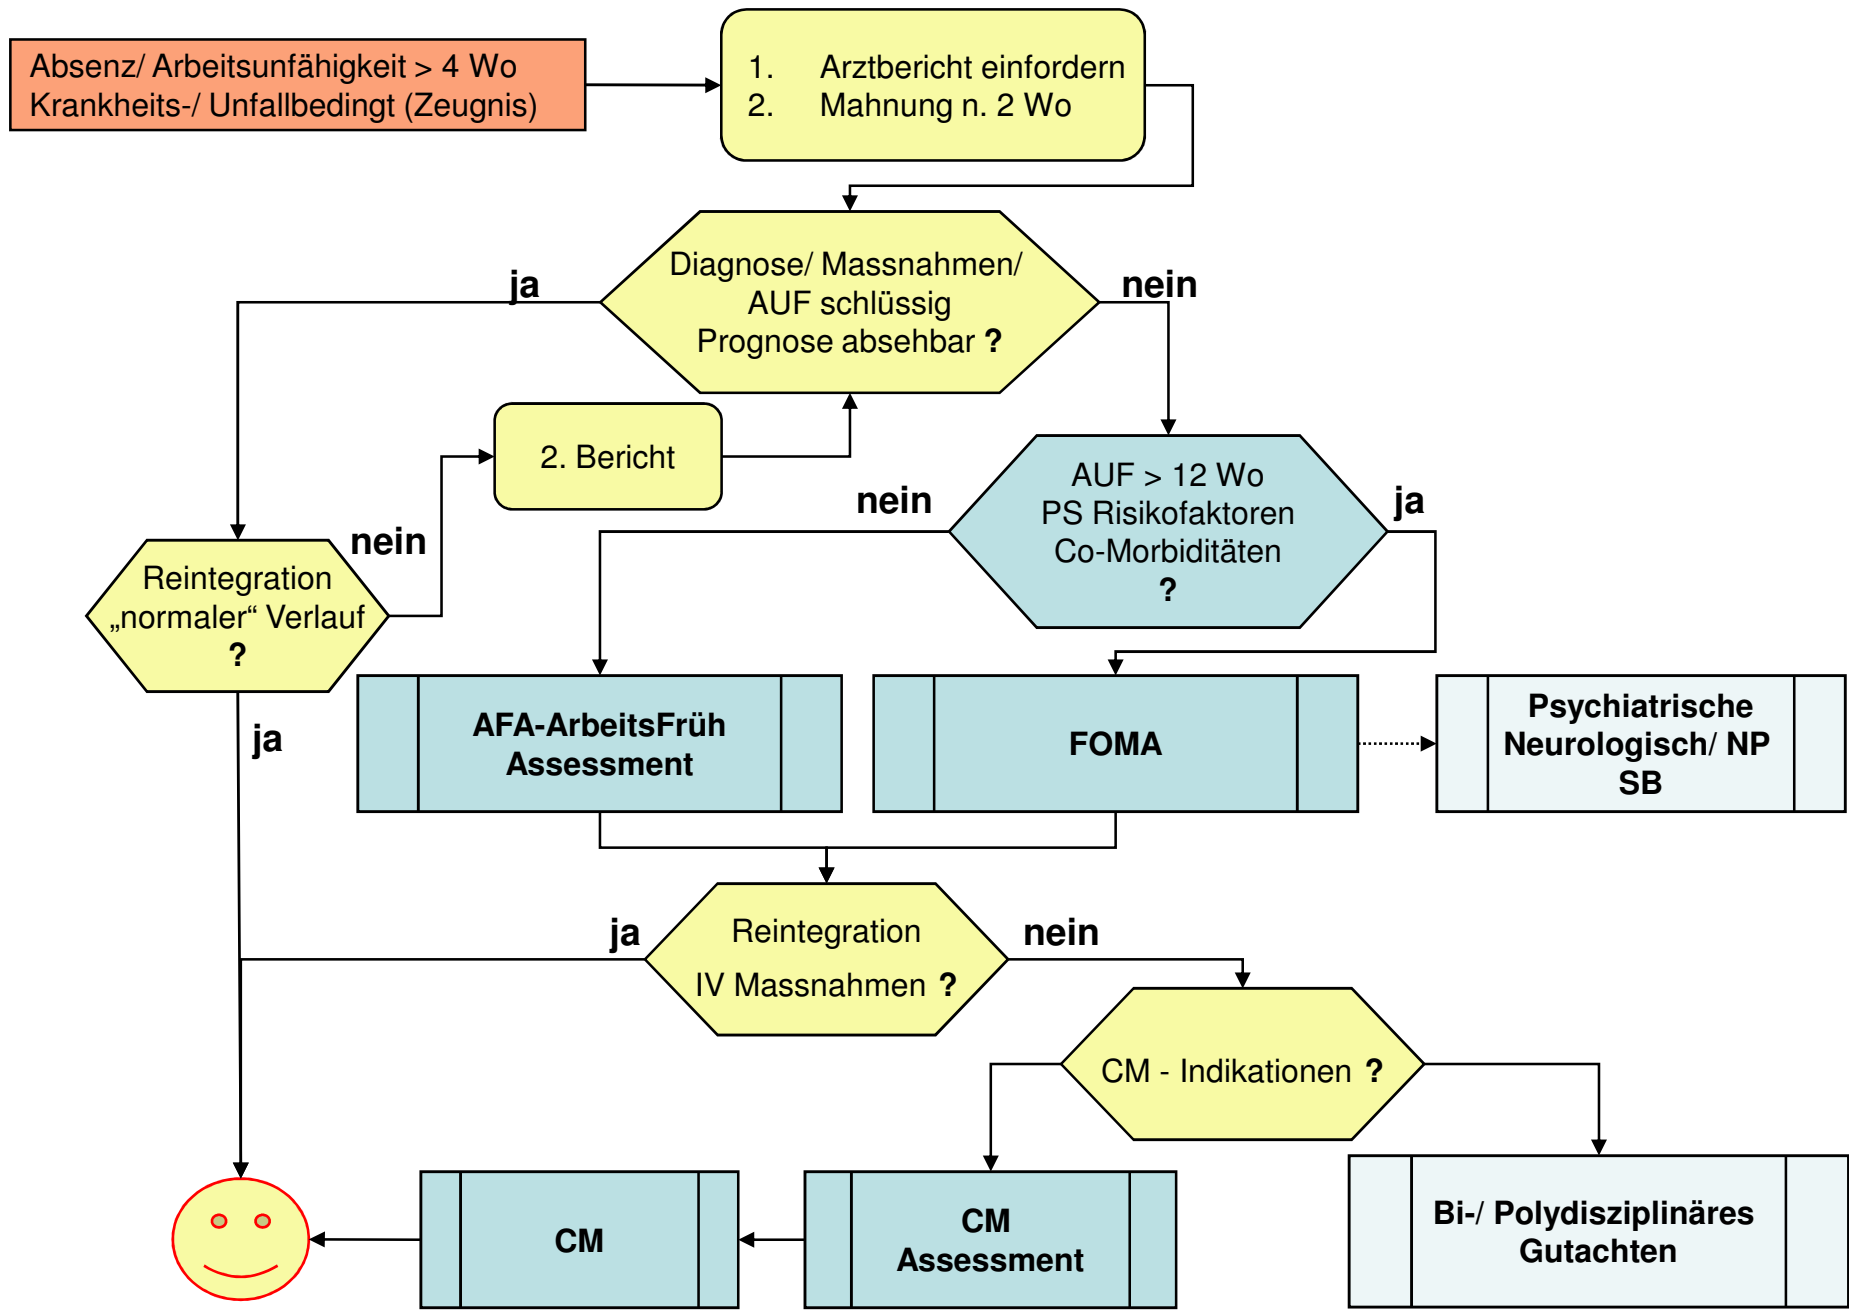 Absenz/ Arbeitsunfähigkeit > 4 Wo
Krankheits-/ Unfallbedingt (Zeugnis)
1. Arztbericht einfordern
2. Mahnung n. 2 Wo
Diagnose/ Massnahmen/
AUF schlüssig
Prognose absehbar ?
ja
nein
2. Bericht
AUF > 12 Wo
PS Risikofaktoren
Co-Morbiditäten
?
nein
ja
Reintegration
„normaler“ Verlauf
?
nein
ja
AFA-ArbeitsFrüh
Assessment
FOMA
Psychiatrische
Neurologisch/ NP
SB
Reintegration
IV Massnahmen ?
ja
nein
CM - Indikationen ?
CM
CM
Assessment
Bi-/ Polydisziplinäres
Gutachten